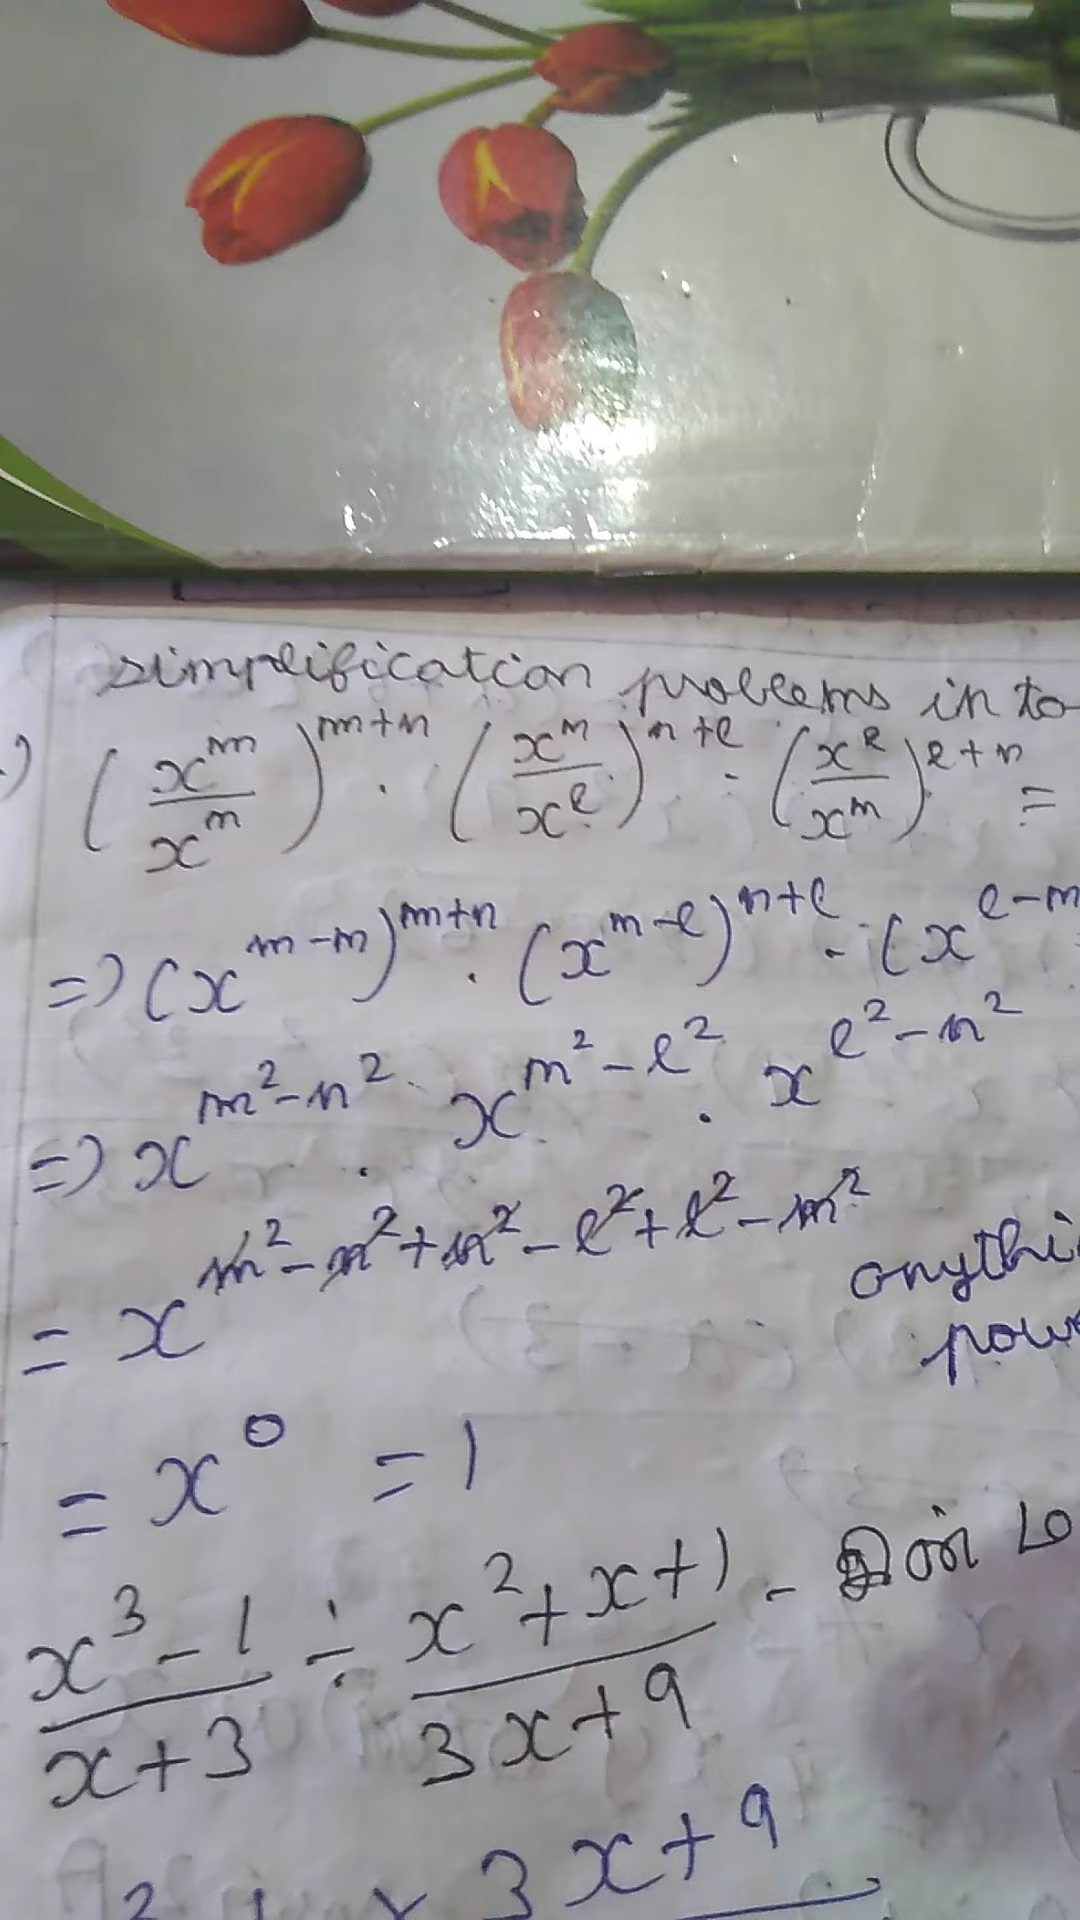 simplification problems in to
(x^m/x^m)^m+n . (x^m/x^l)^n+l . (x^l/x^m)^l+n =
=) (x^m-m)^m+n . (x^m-l)^n+l . (x^l-m
=) x^m²-n² . x^m²-l² . x^l²-n²
= x^m²-n²+n²-l²+l²-m²
anythi
pow
= x^0 = 1
x³-1/x+3 ÷ x²+x+1/3x+9 - இன் ம
3x+9